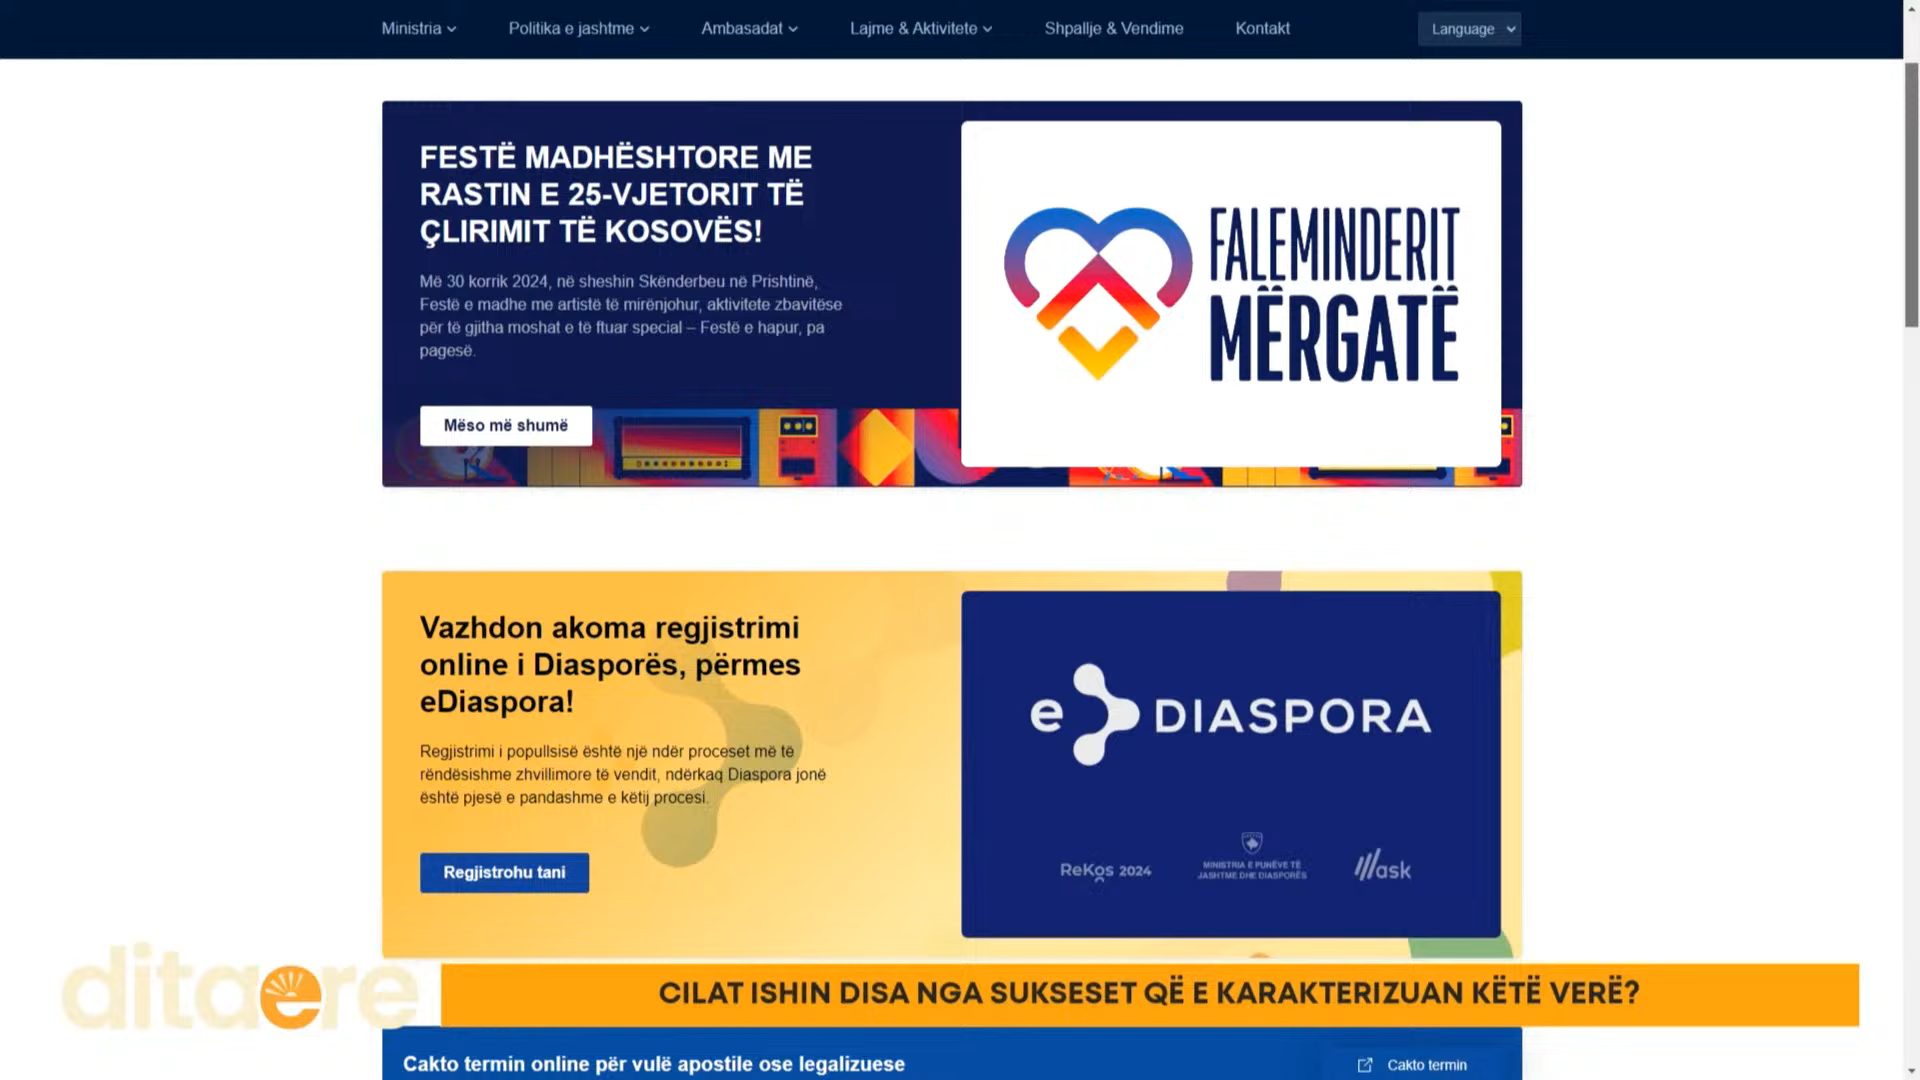 Ministria
Politika e jashtme
Ambasadat
Lajme & Aktivitete
Shpallje & Vendime
Kontakt
Language
FESTË MADHËSHTORE ME
RASTIN E 25-VJETORIT TË
ÇLIRIMIT TË KOSOVËS!
Më 30 korrik 2024, në sheshin Skënderbeu në Prishtinë,
Festë e madhe me artistë të mirënjohur, aktivitete zbavitëse
për të gjitha moshat e të ftuar special – Festë e hapur, pa
pagesë.
Mëso më shumë
FALEMINDERIT
MËRGATË
Vazhdon akoma regjistrimi
online i Diasporës, përmes
eDiaspora!
Regjistrimi i popullsisë është një ndër proceset më të
rëndësishme zhvillimore të vendit, ndërkaq Diaspora jonë
është pjesë e pandashme e këtij procesi.
Regjistrohu tani
e DIASPORA
ReKos 2024
MINISTRIA E PUNËVE TË
JASHTME DHE DIASPORËS
ask
ditaere
CILAT ISHIN DISA NGA SUKSESET QË E KARAKTERIZUAN KËTË VERË?
Cakto termin online për vulë apostile ose legalizuese
Cakto termin